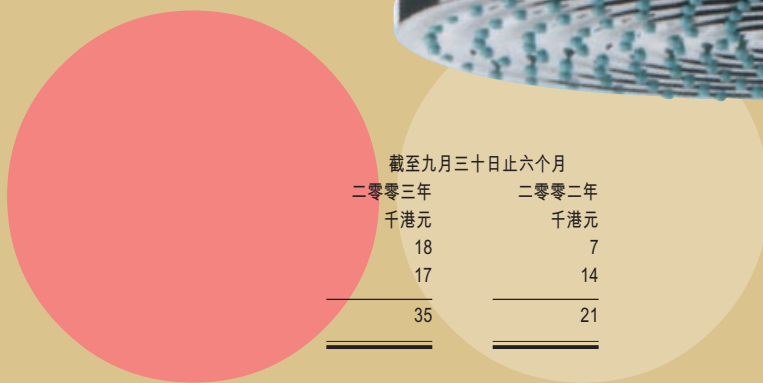 截至九月三十日止六个月
二零零三年 二零零二年
千港元 千港元
18 7
17 14
35 21